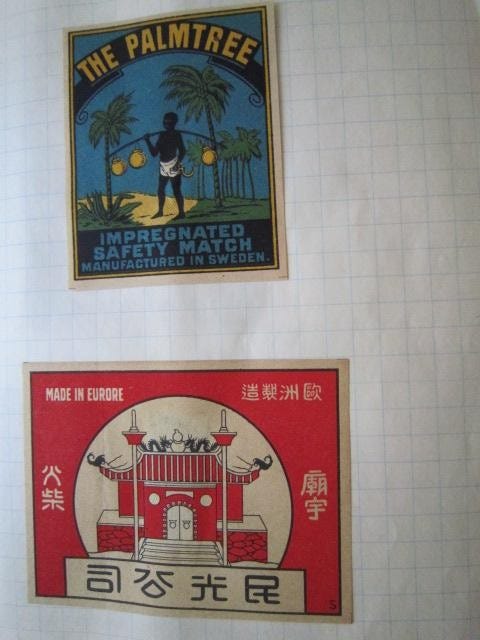 THE PALMTREE
IMPREGNATED
SAFETY MATCH
MANUFACTURED IN SWEDEN.
MADE IN EURORE
造製洲歐
火柴
廟宇
司公光民
S